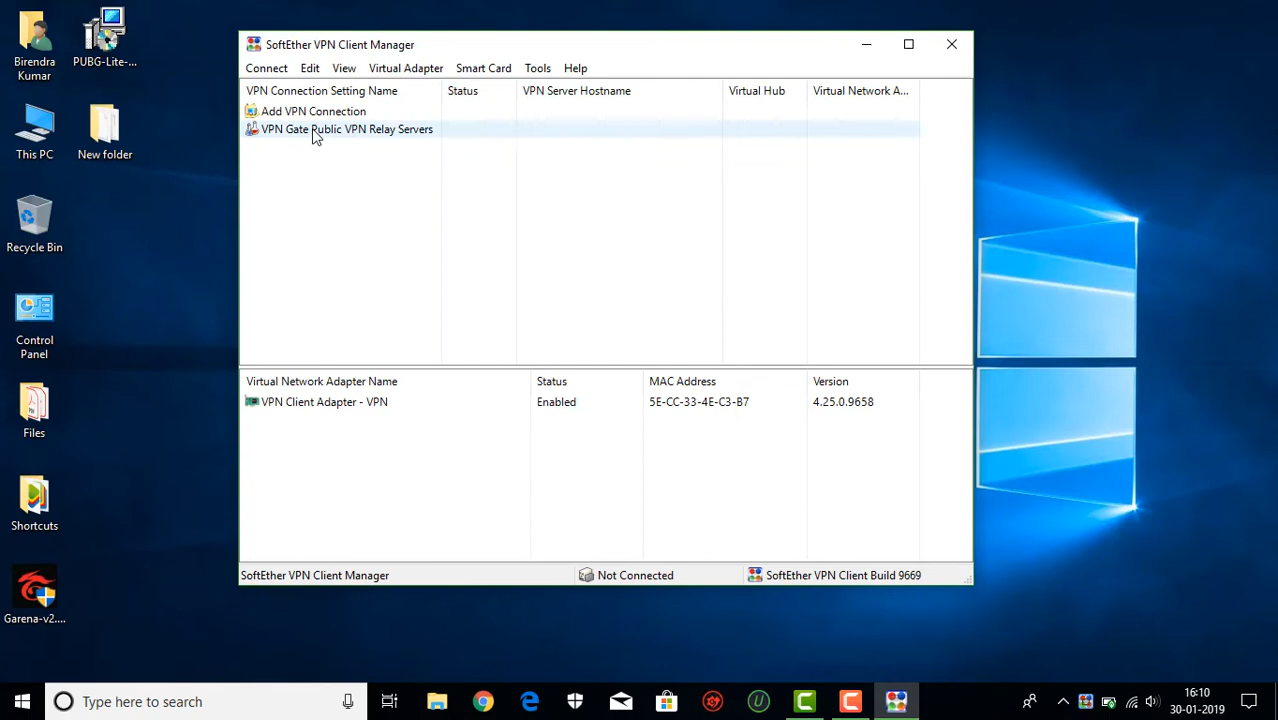 Birendra
Kumar
PUBG-Lite-...
This PC
New folder
Recycle Bin
Control
Panel
Files
Shortcuts
Garena-v2....
SoftEther VPN Client Manager
Connect Edit View Virtual Adapter Smart Card Tools Help
VPN Connection Setting Name Status VPN Server Hostname Virtual Hub Virtual Network A...
Add VPN Connection
VPN Gate Public VPN Relay Servers
Virtual Network Adapter Name Status MAC Address Version
VPN Client Adapter - VPN Enabled 5E-CC-33-4E-C3-B7 4.25.0.9658
SoftEther VPN Client Manager Not Connected SoftEther VPN Client Build 9669
Type here to search
16:10
30-01-2019